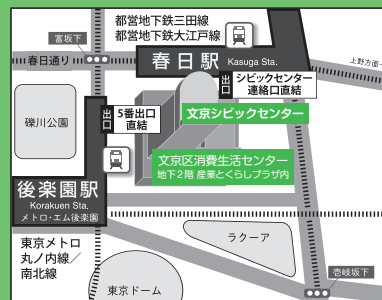 都営地下鉄三田線
都営地下鉄大江戸線
富坂下
春日通り
春日駅 Kasuga Sta.
上野方面→
出口
シビックセンター
連絡口直結
出口
5番出口
直結
礫川公園
文京シビックセンター
文京区消費生活センター
地下2階 産業とくらしプラザ内
後楽園駅
Korakuen Sta.
メトロ・エム後楽園
東京メトロ
丸ノ内線／
南北線
ラクーア
東京ドーム
壱岐坂下